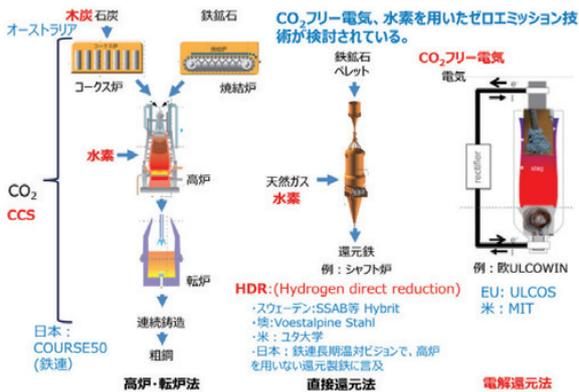 CO₂フリー電気、水素を用いたゼロエミッション技
術が検討されている。
木炭 石炭
鉄鉱石
オーストラリア
コークス炉
焼結炉
水素
高炉
CO₂
CCS
転炉
日本：
COURSE50
(鉄連)
連続鋳造
粗鋼
高炉・転炉法
鉄鉱石
ペレット
天然ガス
水素
還元鉄
例：シャフト炉
HDR:(Hydrogen direct reduction)
・スウェーデン:SSAB等 Hybrit
・墺:Voestalpine Stahl
・米：ユタ大学
・日本：鉄連長期温対ビジョンで、高炉
を用いない還元製鉄に言及
直接還元法
CO₂フリー電気
電気
e
I
rectifier
slag
e
I
例：欧ULCOWIN
EU: ULCOS
米：MIT
電解還元法